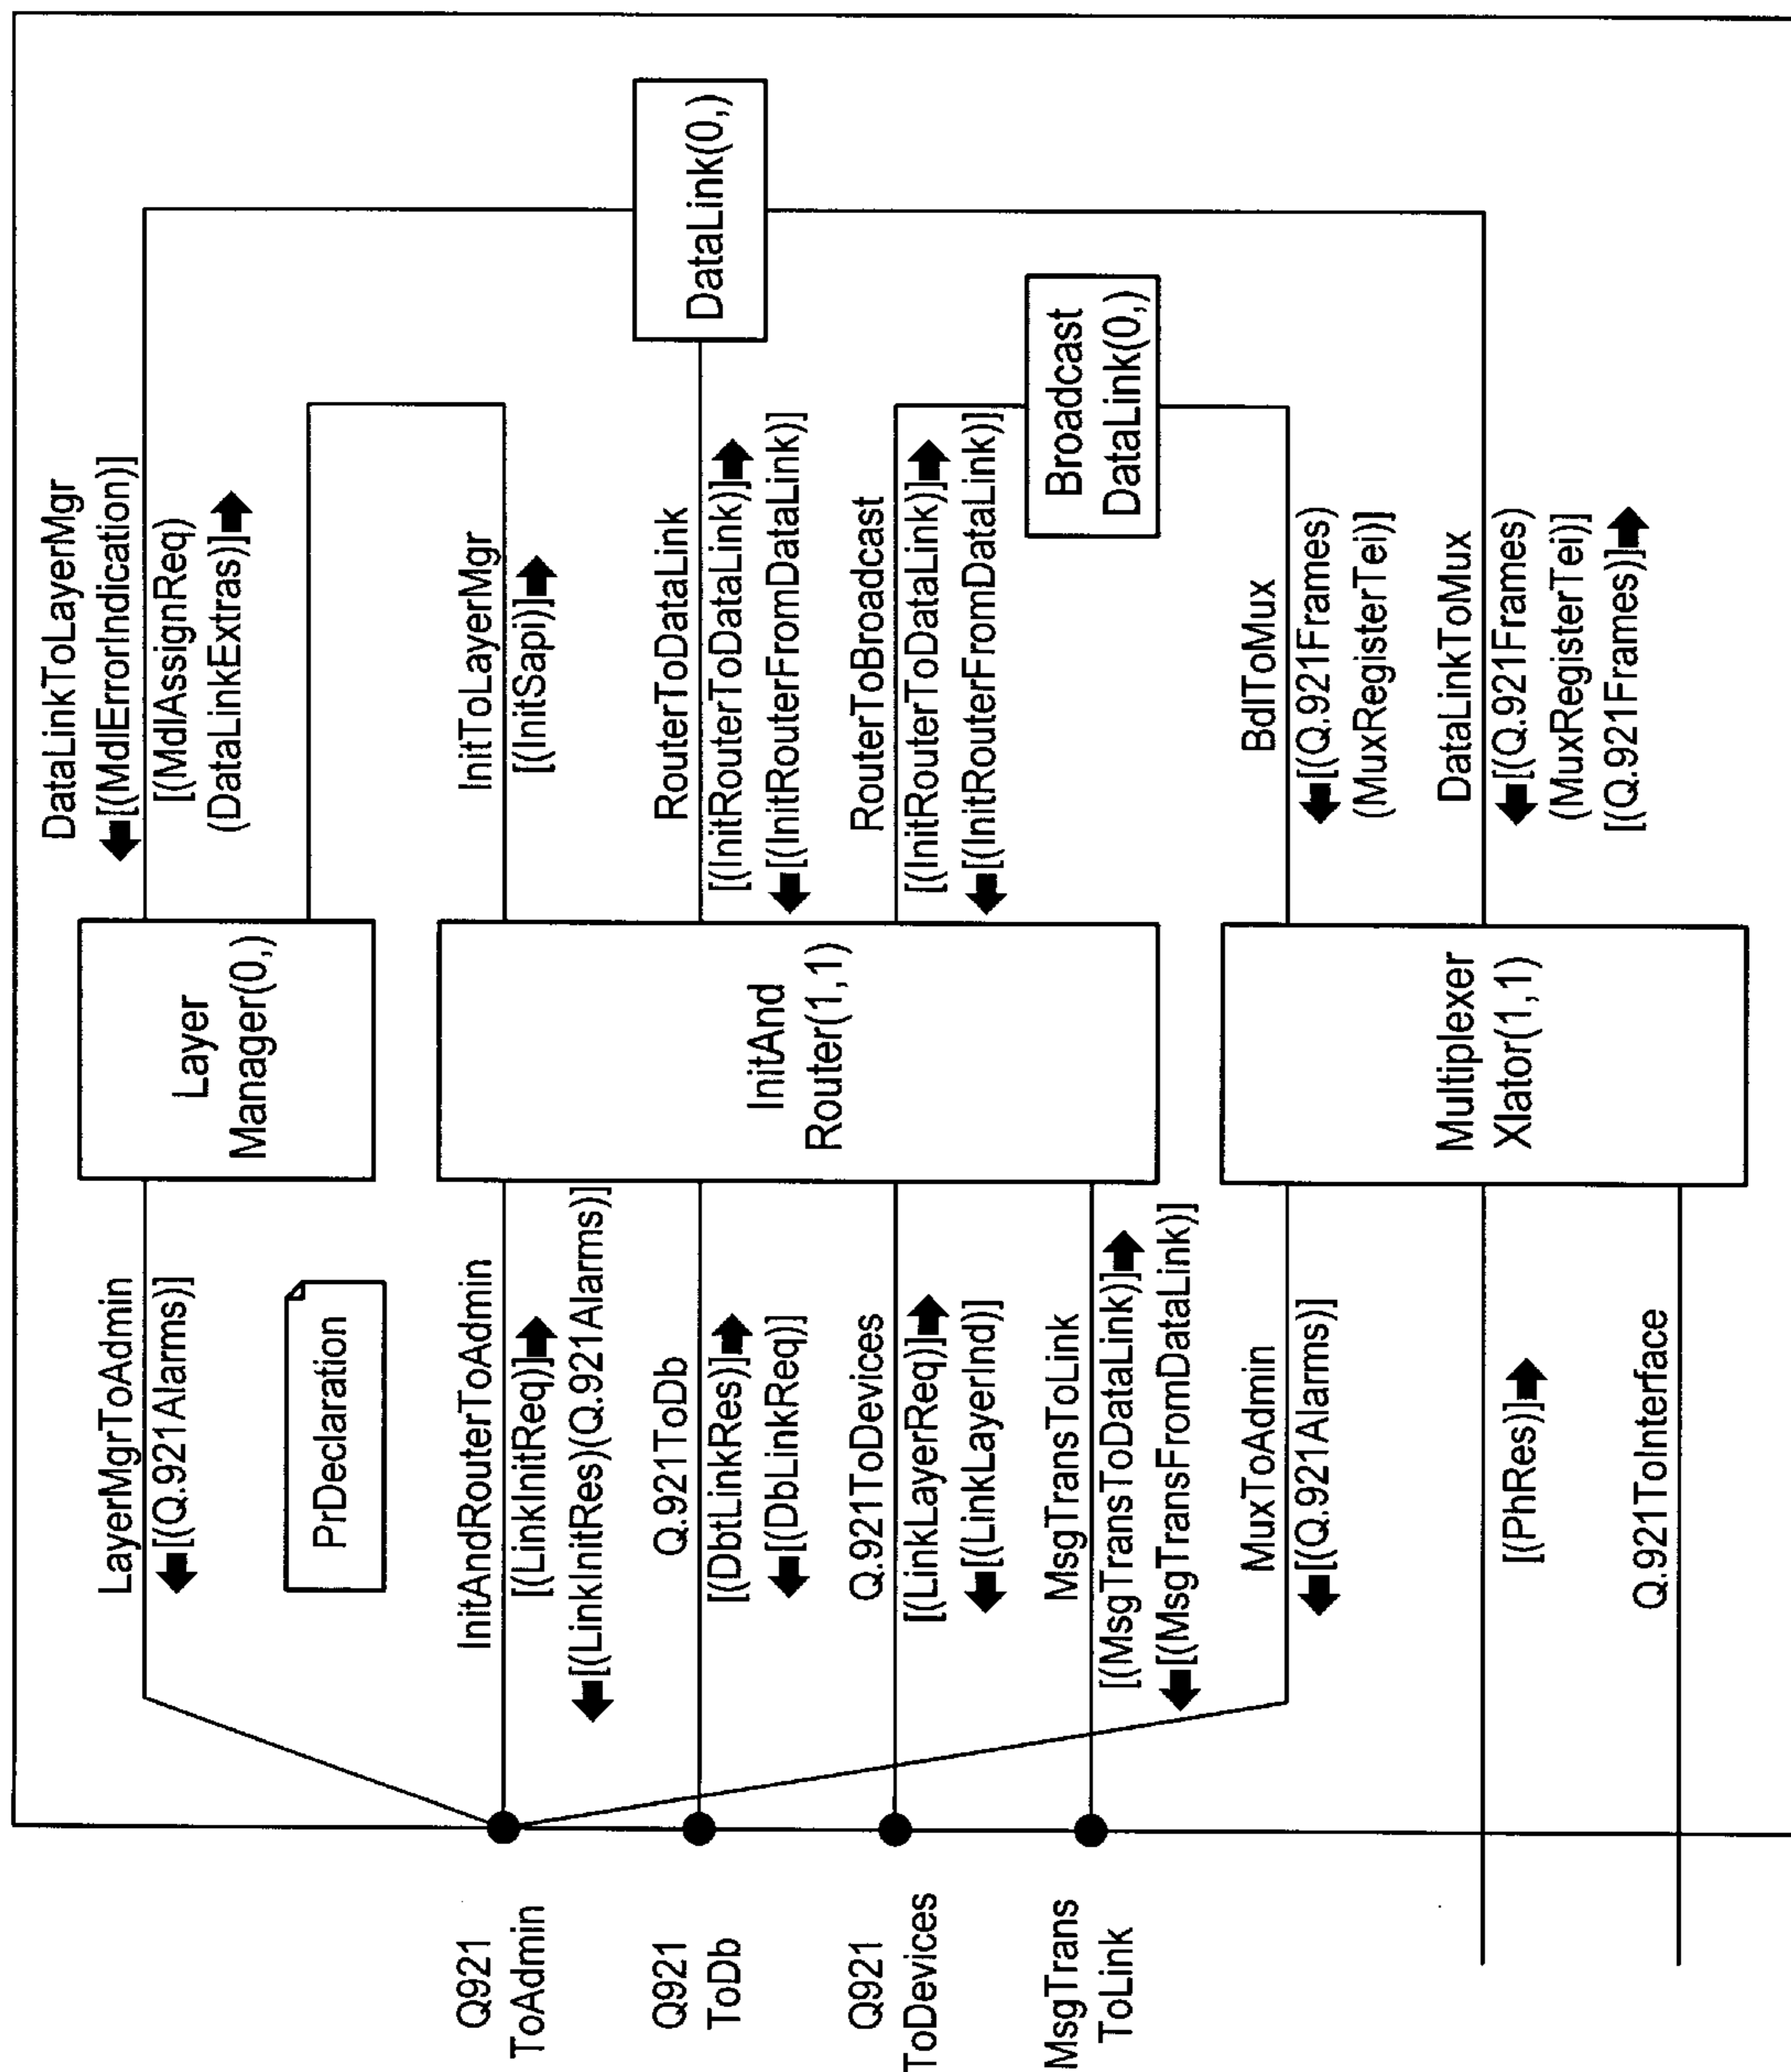 Q921
ToAdmin
Q921
ToDb
Q921
ToDevices
MsgTrans
ToLink
LayerMgrToAdmin
[(Q.921Alarms)]
PrDeclaration
InitAndRouterToAdmin
[(LinkInitReq)]
[(LinkInitRes)(Q.921Alarms)]
Q.921ToDb
[(DbtLinkRes)]
[(DbLinkReq)]
Q.921ToDevices
[(LinkLayerReq)]
[(LinkLayerInd)]
MsgTransToLink
[(MsgTransToDataLink)]
[(MsgTransFromDataLink)]
MuxToAdmin
[(Q.921Alarms)]
[(PhRes)]
Q.921ToInterface
Layer
Manager(0,)
InitAnd
Router(1,1)
Multiplexer
Xlator(1,1)
DataLinkToLayerMgr
[(MdlErrorIndication)]
[(MdlAssignReq)
(DataLinkExtras)]
InitToLayerMgr
[(InitSapi)]
RouterToDataLink
[(InitRouterToDataLink)]
[(InitRouterFromDataLink)]
RouterToBroadcast
[(InitRouterToDataLink)]
[(InitRouterFromDataLink)]
BdlToMux
[(Q.921Frames)
(MuxRegisterTei)]
DataLinkToMux
[(Q.921Frames)
(MuxRegisterTei)]
[(Q.921Frames)]
DataLink(0,)
Broadcast
DataLink(0,)